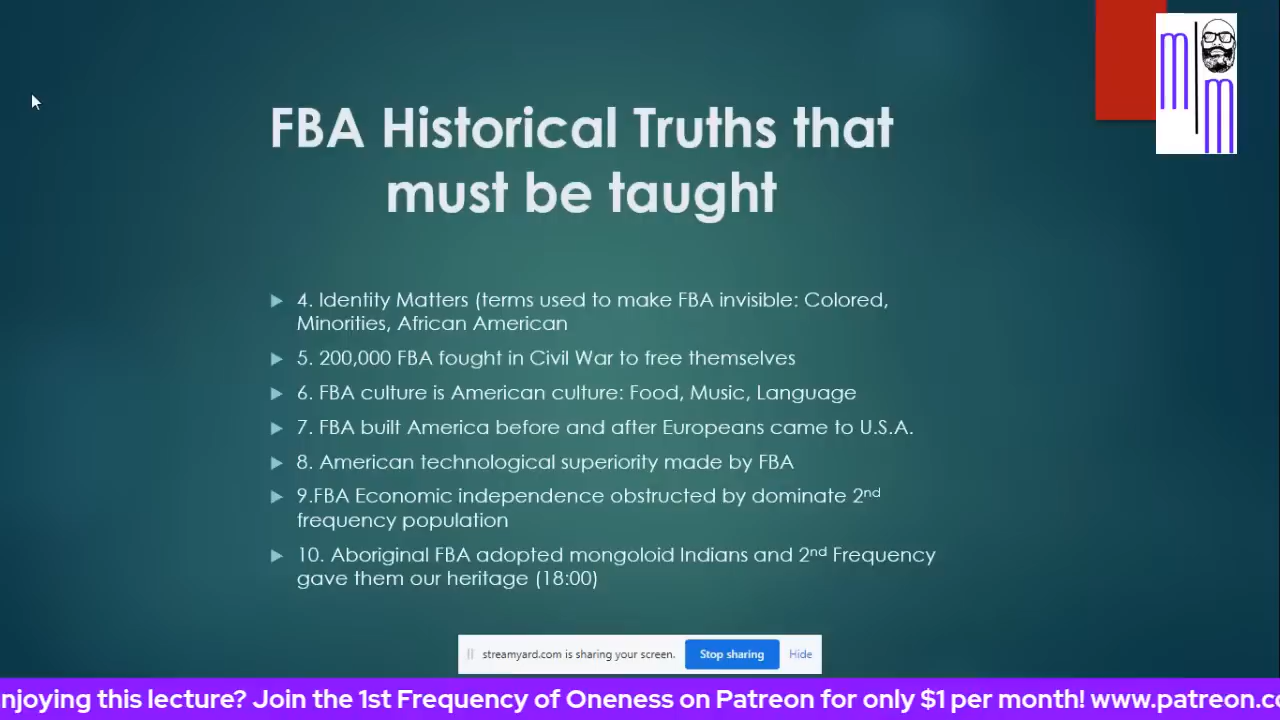 m
m
FBA Historical Truths that
must be taught
4. Identity Matters (terms used to make FBA invisible: Colored,
Minorities, African American
5. 200,000 FBA fought in Civil War to free themselves
6. FBA culture is American culture: Food, Music, Language
7. FBA built America before and after Europeans came to U.S.A.
8. American technological superiority made by FBA
9.FBA Economic independence obstructed by dominate 2nd
frequency population
10. Aboriginal FBA adopted mongoloid Indians and 2nd Frequency
gave them our heritage (18:00)
streamyard.com is sharing your screen. Stop sharing Hide
njoying this lecture? Join the 1st Frequency of Oneness on Patreon for only $1 per month! www.patreon.c